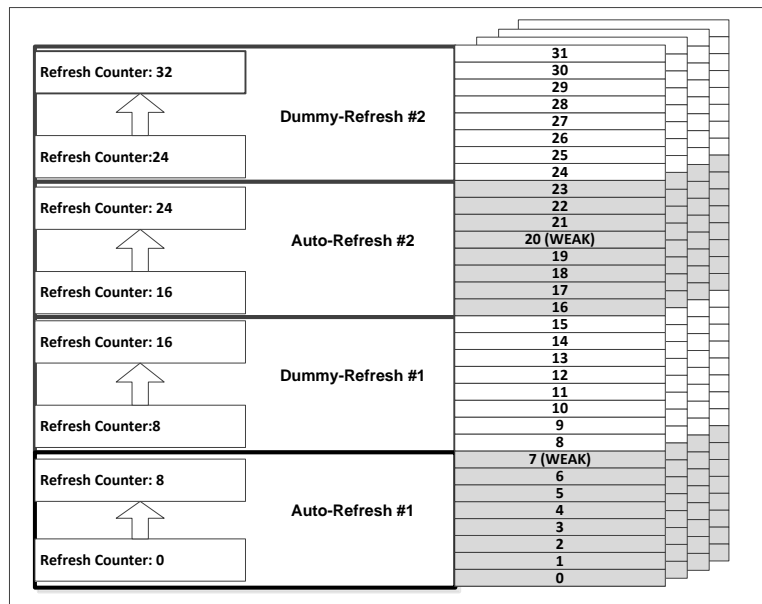 Refresh Counter: 32
Dummy-Refresh #2
Refresh Counter:24
31
30
29
28
27
26
25
24
Refresh Counter: 24
Auto-Refresh #2
Refresh Counter: 16
23
22
21
20 (WEAK)
19
18
17
16
Refresh Counter: 16
Dummy-Refresh #1
Refresh Counter:8
15
14
13
12
11
10
9
8
Refresh Counter: 8
Auto-Refresh #1
Refresh Counter: 0
7 (WEAK)
6
5
4
3
2
1
0